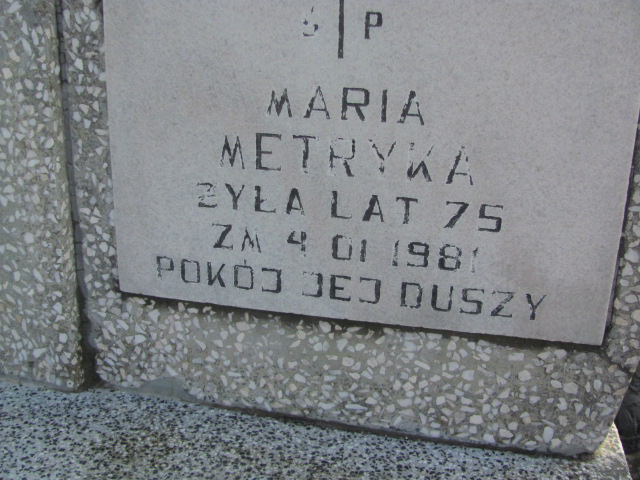 Ś P
MARIA
METRYKA
ŻYŁA LAT 75
ZM 4 01 1981
POKÓJ JEJ DUSZY